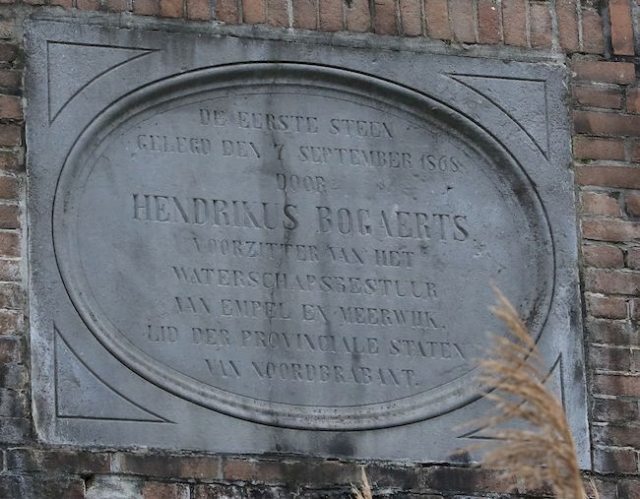 DE EERSTE STEEN
GELEGD DEN 7 SEPTEMBER 1868
DOOR
HENDRIKUS BOGAERTS
VOORZITTER VAN HET
WATERSCHAPSBESTUUR
VAN EMPEL EN MEERWIJK,
LID DER PROVINCIALE STATEN
VAN NOORDBRABANT.